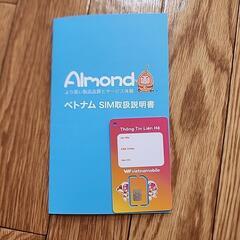 Almond
より高い製品品質とサービス体験
ベトナム SIM取扱説明書
Thông Tin Liên Hệ
vietnamobile